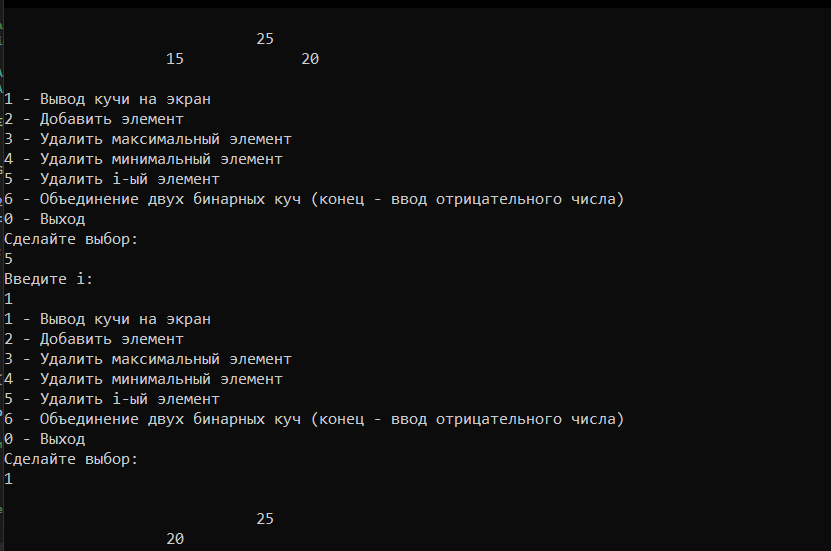 25
15 20
1 - Вывод кучи на экран
2 - Добавить элемент
3 - Удалить максимальный элемент
4 - Удалить минимальный элемент
5 - Удалить i-ый элемент
6 - Объединение двух бинарных куч (конец - ввод отрицательного числа)
0 - Выход
Сделайте выбор:
5
Введите i:
1
1 - Вывод кучи на экран
2 - Добавить элемент
3 - Удалить максимальный элемент
4 - Удалить минимальный элемент
5 - Удалить i-ый элемент
6 - Объединение двух бинарных куч (конец - ввод отрицательного числа)
0 - Выход
Сделайте выбор:
1
25
20